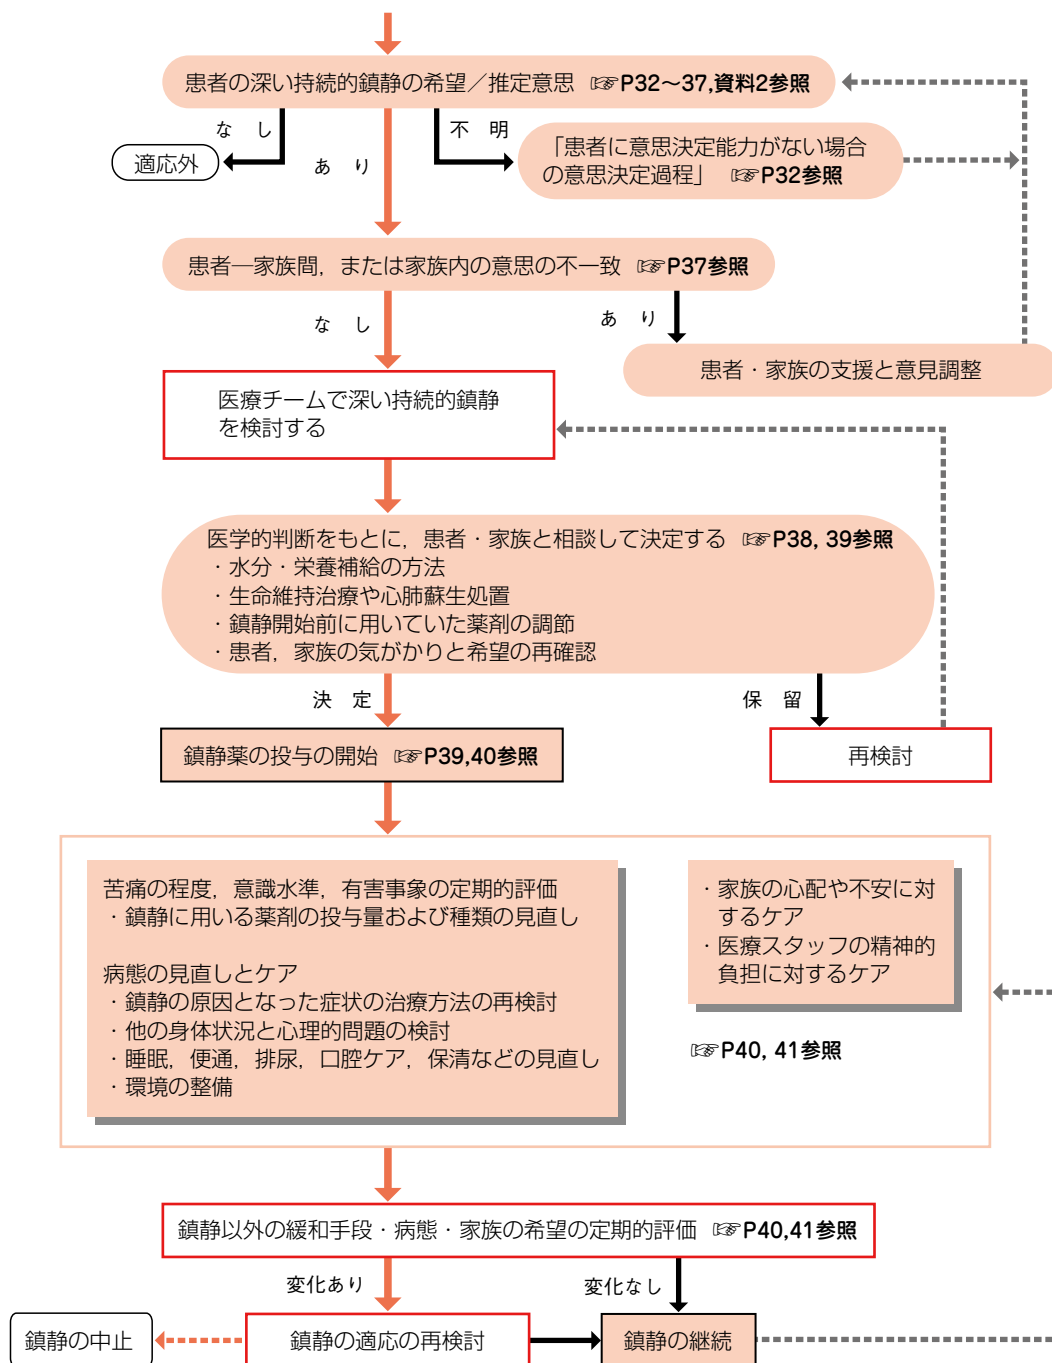 患者の深い持続的鎮静の希望／推定意思 ☞P32〜37,資料2参照
なし
不明
適応外
あり
「患者に意思決定能力がない場合
の意思決定過程」 ☞P32参照
患者―家族間，または家族内の意思の不一致 ☞P37参照
なし
あり
患者・家族の支援と意見調整
医療チームで深い持続的鎮静
を検討する
医学的判断をもとに，患者・家族と相談して決定する ☞P38, 39参照
・水分・栄養補給の方法
・生命維持治療や心肺蘇生処置
・鎮静開始前に用いていた薬剤の調節
・患者，家族の気がかりと希望の再確認
決定
保留
鎮静薬の投与の開始 ☞P39,40参照
再検討
苦痛の程度，意識水準，有害事象の定期的評価
・鎮静に用いる薬剤の投与量および種類の見直し
病態の見直しとケア
・鎮静の原因となった症状の治療方法の再検討
・他の身体状況と心理的問題の検討
・睡眠，便通，排尿，口腔ケア，保清などの見直し
・環境の整備
・家族の心配や不安に対
するケア
・医療スタッフの精神的
負担に対するケア
☞P40, 41参照
鎮静以外の緩和手段・病態・家族の希望の定期的評価 ☞P40,41参照
変化あり
変化なし
鎮静の中止
鎮静の適応の再検討
鎮静の継続